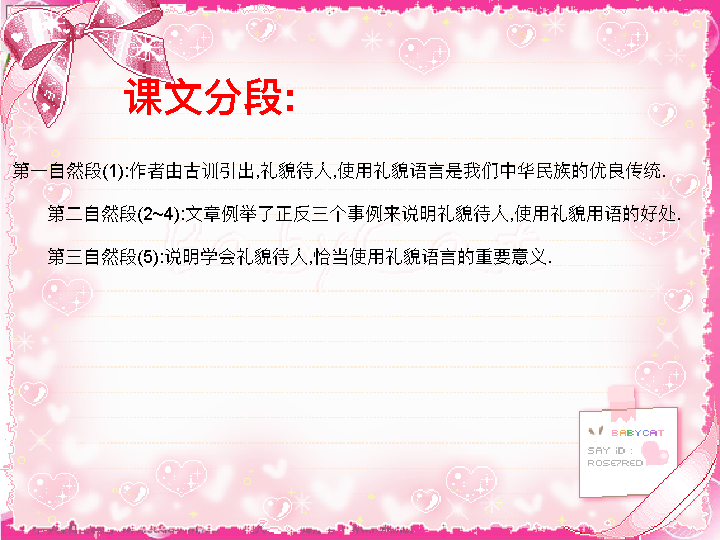 课文分段:
第一自然段(1):作者由古训引出,礼貌待人,使用礼貌语言是我们中华民族的优良传统.
第二自然段(2~4):文章例举了正反三个事例来说明礼貌待人,使用礼貌用语的好处.
第三自然段(5):说明学会礼貌待人,恰当使用礼貌语言的重要意义.
BABYCAT
SAY iD :
ROSE7RED